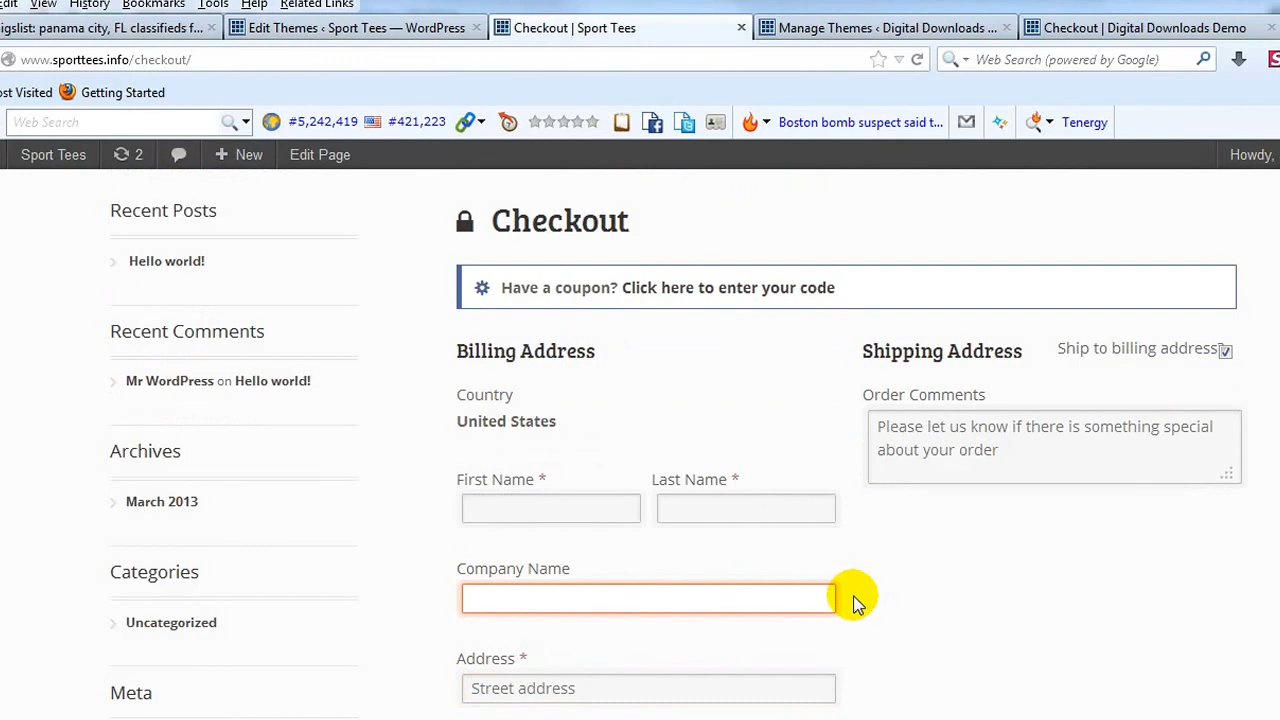 Edit View History Bookmarks Tools Help Related Links
aigslist: panama city, FL classifieds f... Edit Themes ‹ Sport Tees — WordPress Checkout | Sport Tees Manage Themes ‹ Digital Downloads ... Checkout | Digital Downloads Demo
www.sporttees.info/checkout/ Web Search (powered by Google)
ost Visited Getting Started
Web Search #5,242,419 #421,223 Boston bomb suspect said t... Tenergy
Sport Tees 2 + New Edit Page Howdy,
Recent Posts
Hello world!
Recent Comments
Mr WordPress on Hello world!
Archives
March 2013
Categories
Uncategorized
Meta
Checkout
Have a coupon? Click here to enter your code
Billing Address
Country
United States
First Name * Last Name *
Company Name
Address *
Street address
Shipping Address Ship to billing address?
Order Comments
Please let us know if there is something special
about your order